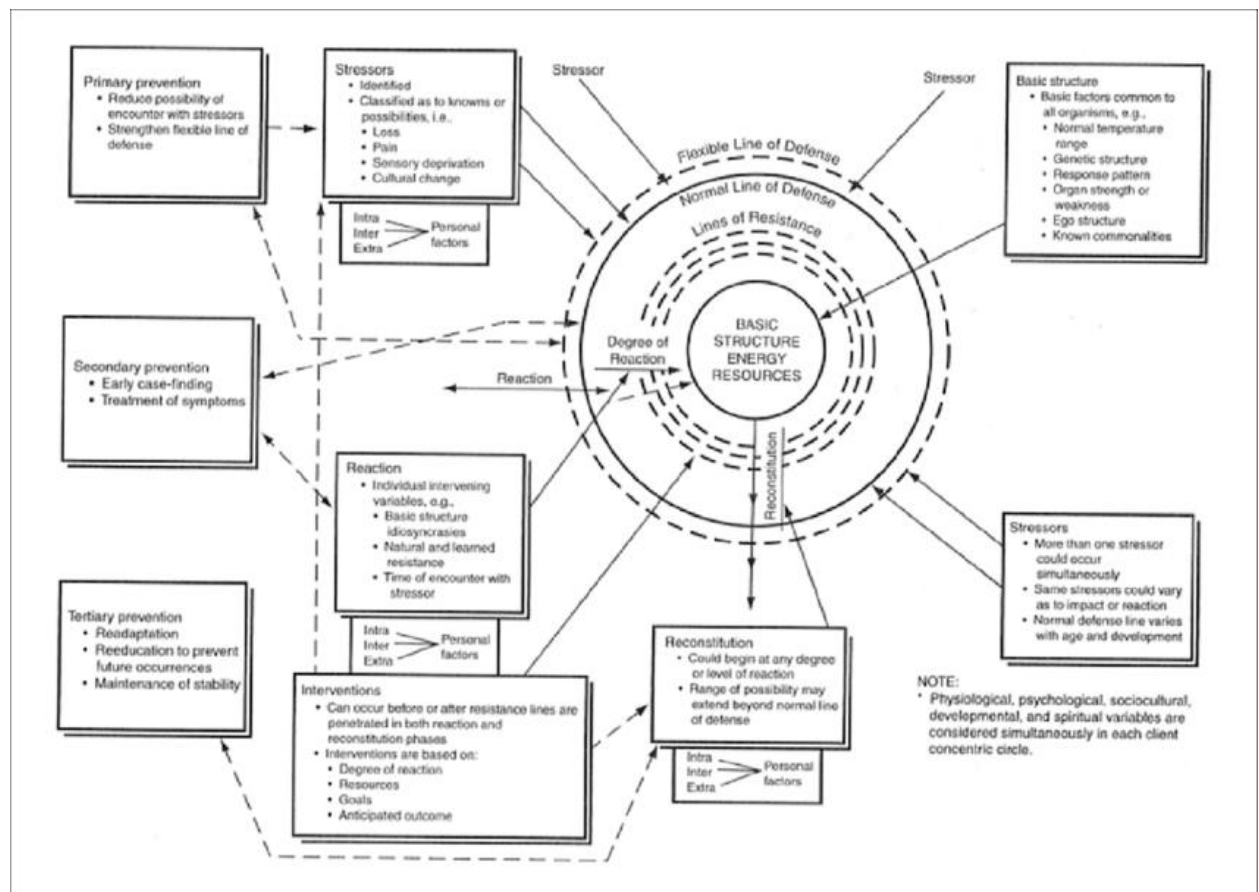 Primary prevention
• Reduce possibility of
encounter with stressors
• Strengthen flexible line of
defense
Stressors
• Identified
• Classified as to knowns or
possibilities, i.e.,
• Loss
• Pain
• Sensory deprivation
• Cultural change
Intra
Inter
Extra
Personal
factors
Stressor
Stressor
Basic structure
• Basic factors common to
all organisms, e.g.,
• Normal temperature
range
• Genetic structure
• Response pattern
• Organ strength or
weakness
• Ego structure
• Known commonalities
Flexible Line of Defense
Normal Line of Defense
Lines of Resistance
BASIC
STRUCTURE
ENERGY
RESOURCES
Degree of
Reaction
Reaction
Reconstitution
Secondary prevention
• Early case-finding
• Treatment of symptoms
Reaction
• Individual intervening
variables, e.g.,
• Basic structure
idiosyncrasies
• Natural and learned
resistance
• Time of encounter with
stressor
Intra
Inter
Extra
Personal
factors
Stressors
• More than one stressor
could occur
simultaneously
• Same stressors could vary
as to impact or reaction
• Normal defense line varies
with age and development
Tertiary prevention
• Readaptation
• Reeducation to prevent
future occurrences
• Maintenance of stability
Interventions
• Can occur before or after resistance lines are
penetrated in both reaction and
reconstitution phases
• Interventions are based on:
• Degree of reaction
• Resources
• Goals
• Anticipated outcome
Reconstitution
• Could begin at any degree
or level of reaction
• Range of possibility may
extend beyond normal line
of defense
Intra
Inter
Extra
Personal
factors
NOTE:
* Physiological, psychological, sociocultural,
developmental, and spiritual variables are
considered simultaneously in each client
concentric circle.